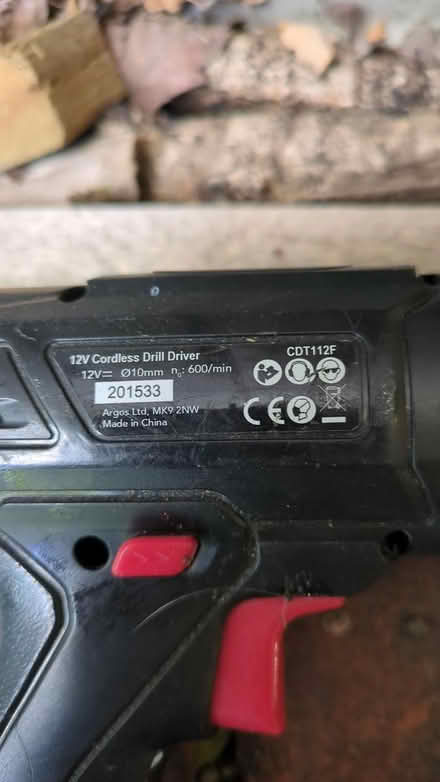 12V Cordless Drill Driver CDT112F
12V⎓ Ø10mm n₀: 600/min
201533
Argos Ltd, MK9 2NW
Made in China
CE